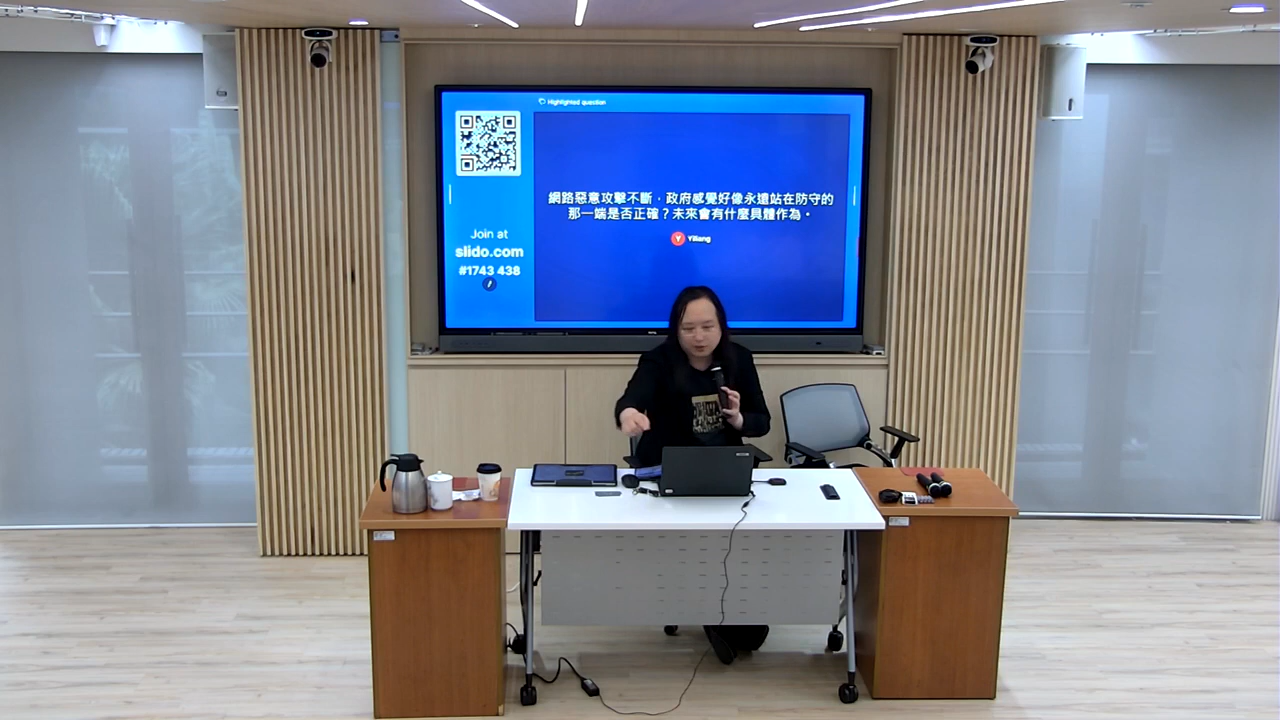 Highlighted question
網路惡意攻擊不斷，政府感覺好像永遠站在防守的
那一端是否正確？未來會有什麼具體作為。
Y Yiliang
Join at
slido.com
#1743 438